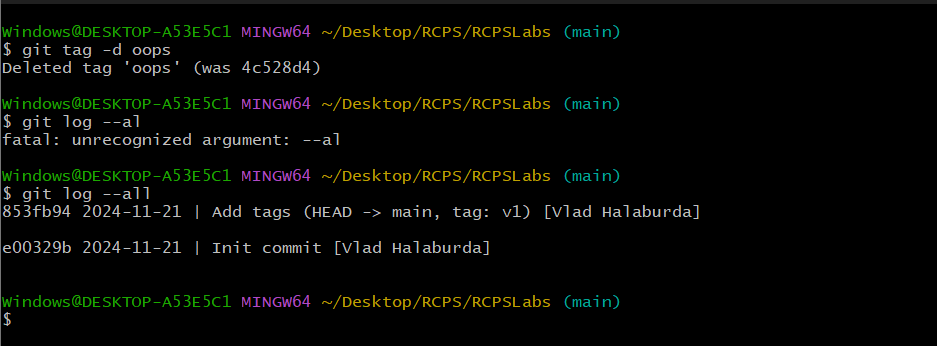 Windows@DESKTOP-A53E5C1 MINGW64 ~/Desktop/RCPS/RCPSLabs (main)
$ git tag -d oops
Deleted tag 'oops' (was 4c528d4)
Windows@DESKTOP-A53E5C1 MINGW64 ~/Desktop/RCPS/RCPSLabs (main)
$ git log --al
fatal: unrecognized argument: --al
Windows@DESKTOP-A53E5C1 MINGW64 ~/Desktop/RCPS/RCPSLabs (main)
$ git log --all
853fb94 2024-11-21 | Add tags (HEAD -> main, tag: v1) [Vlad Halaburda]
e00329b 2024-11-21 | Init commit [Vlad Halaburda]
Windows@DESKTOP-A53E5C1 MINGW64 ~/Desktop/RCPS/RCPSLabs (main)
$